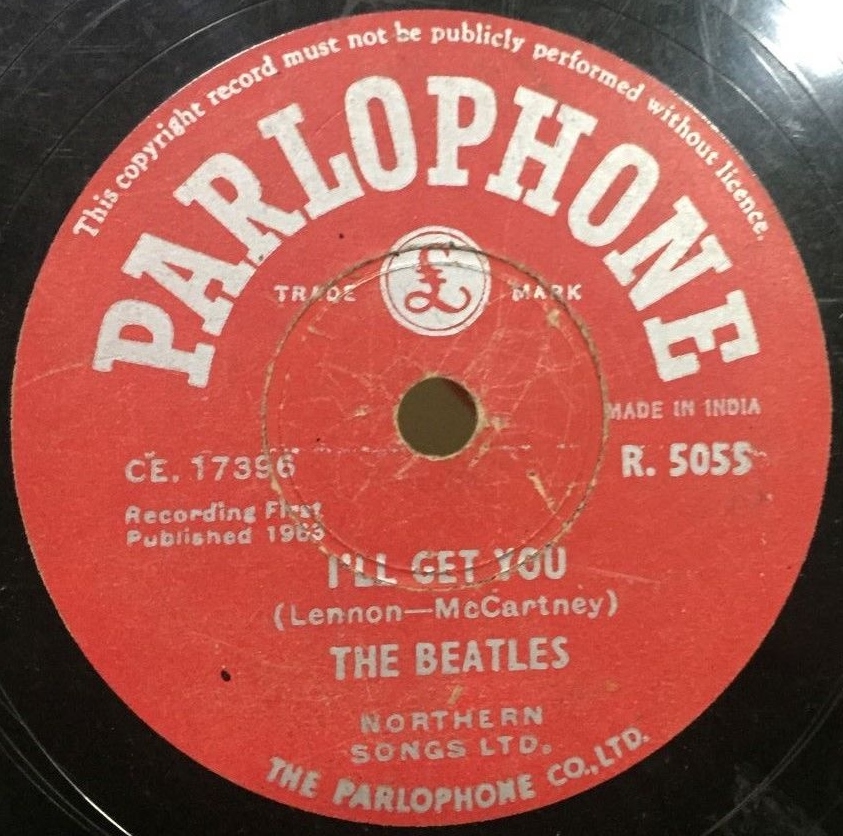 This copyright record must not be publicly performed without licence.
PARLOPHONE
£
TRADE MARK
MADE IN INDIA
CE. 17396 R. 5055
Recording First
Published 1963
I'LL GET YOU
(Lennon—McCartney)
THE BEATLES
NORTHERN
SONGS LTD.
THE PARLOPHONE CO., LTD.